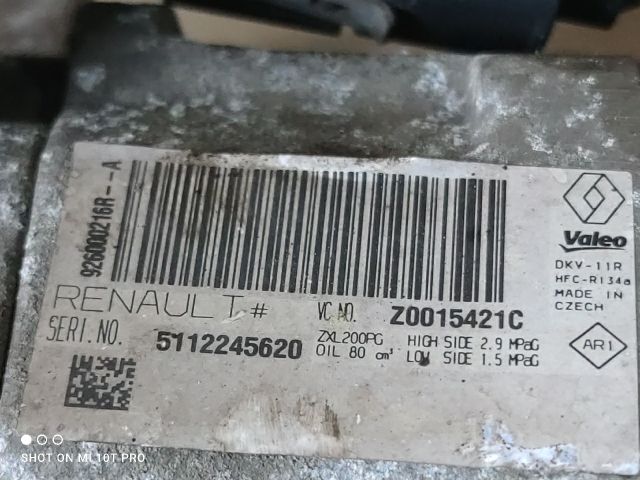 926000216R--A
Valeo
DKV-11R
HFC-R134a
MADE IN
CZECH
RENAULT #
VC NO. Z0015421C
SERI.NO. 5112245620
ZXL200PG
OIL 80 cm³
HIGH SIDE 2.9 MPaG
LOW SIDE 1.5 MPaG
AR1
SHOT ON MI 10T PRO